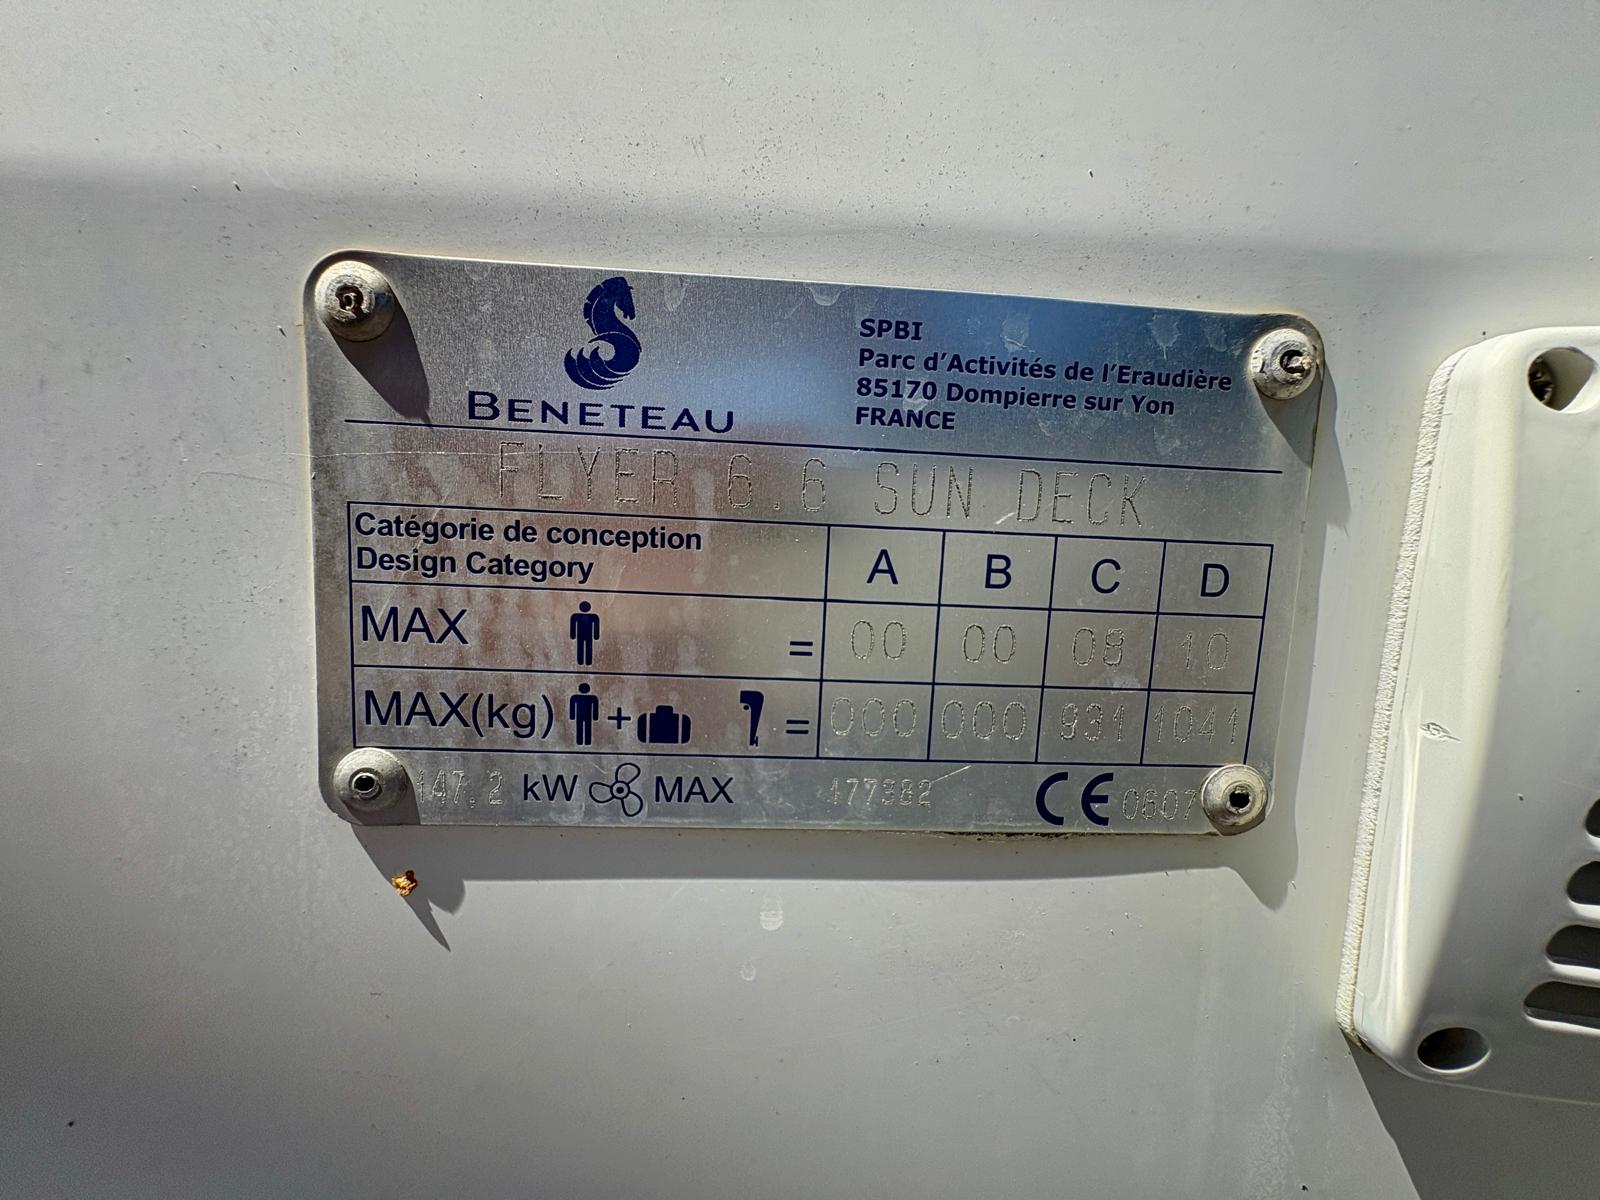 BENETEAU
SPBI
Parc d'Activités de l'Eraudière
85170 Dompierre sur Yon
FRANCE
FLYER 6.6 SUN DECK
Catégorie de conception
Design Category
A B C D
MAX = 00 00 08 10
MAX(kg) + = 000 000 931 1041
147.2 kW MAX 177382 CE 0607